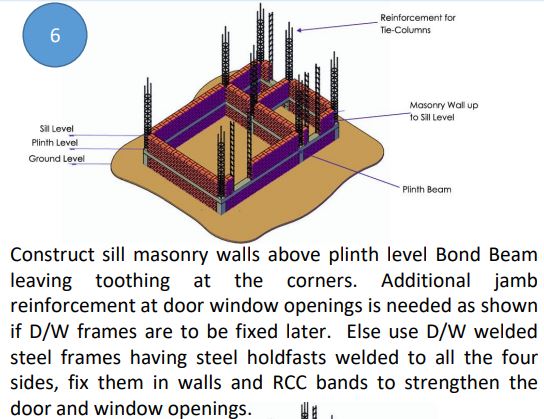 6
Reinforcement for
Tie-Columns
Masonry Wall up
to Sill Level
Sill Level
Plinth Level
Ground Level
Plinth Beam
Construct sill masonry walls above plinth level Bond Beam
leaving toothing at the corners. Additional jamb
reinforcement at door window openings is needed as shown
if D/W frames are to be fixed later. Else use D/W welded
steel frames having steel holdfasts welded to all the four
sides, fix them in walls and RCC bands to strengthen the
door and window openings.